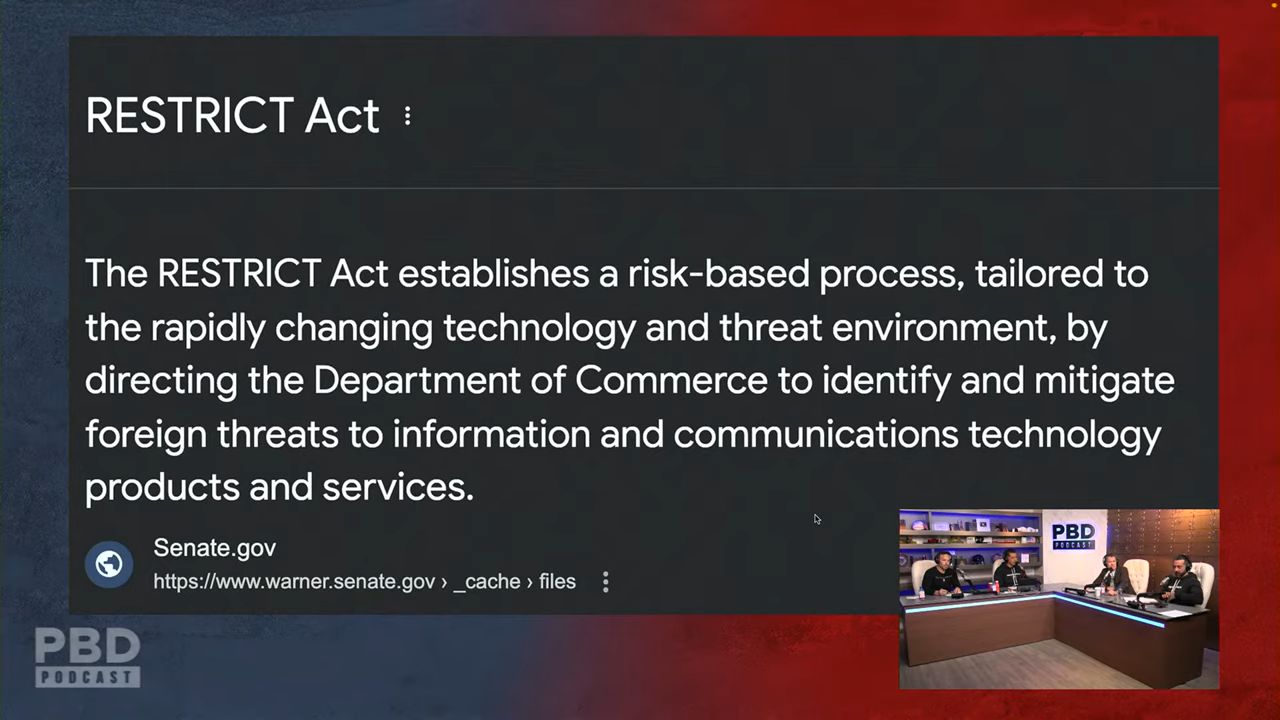 RESTRICT Act
The RESTRICT Act establishes a risk-based process, tailored to
the rapidly changing technology and threat environment, by
directing the Department of Commerce to identify and mitigate
foreign threats to information and communications technology
products and services.
Senate.gov
https://www.warner.senate.gov › _cache › files
PBD
PODCAST
PBD
PODCAST